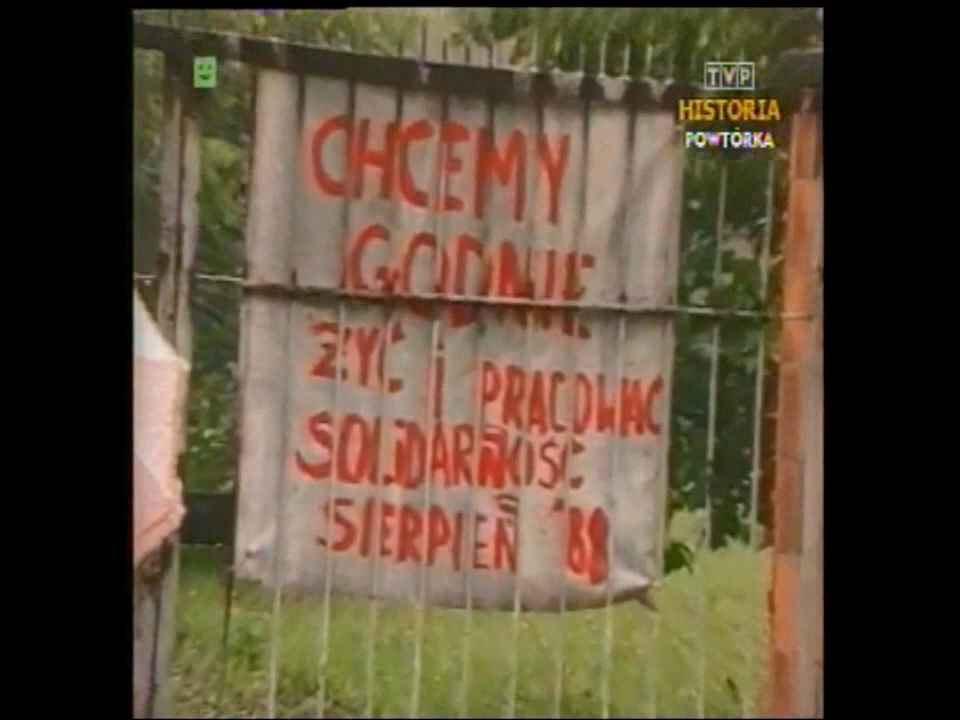 TVP
HISTORIA
POWTÓRKA
CHCEMY
GODNIE
ŻYĆ i PRACOWAĆ
SOLIDARNOŚĆ
SIERPIEŃ '88